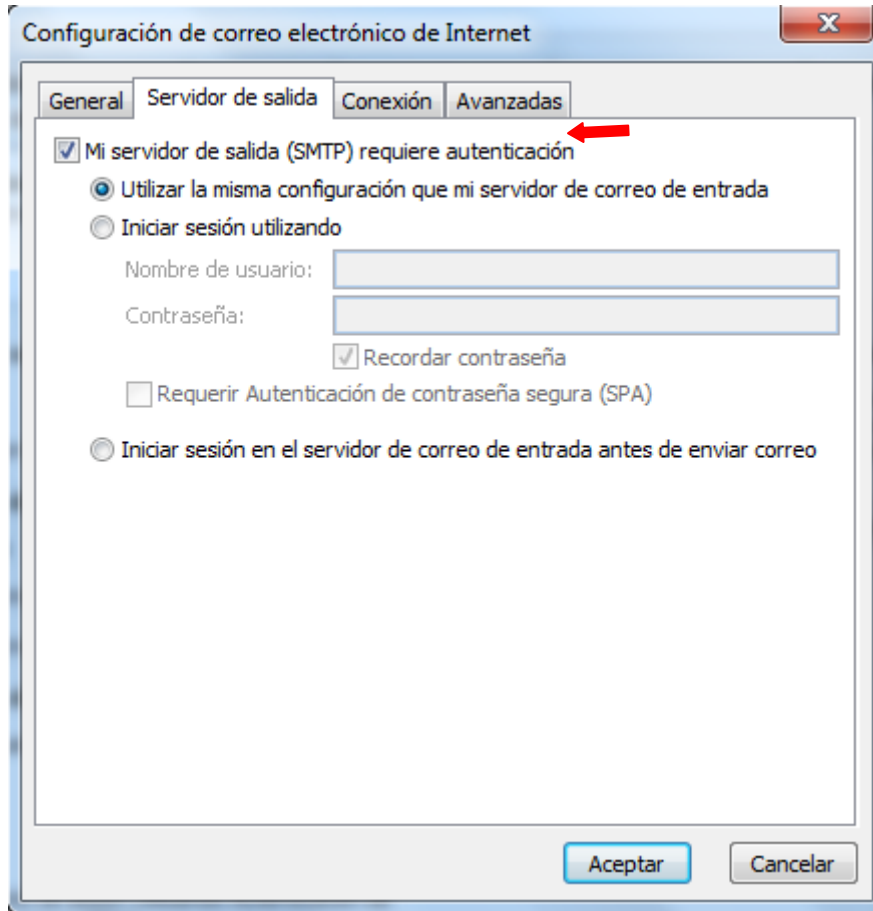 Configuración de correo electrónico de Internet
General Servidor de salida Conexión Avanzadas
Mi servidor de salida (SMTP) requiere autenticación
Utilizar la misma configuración que mi servidor de correo de entrada
Iniciar sesión utilizando
Nombre de usuario:
Contraseña:
Recordar contraseña
Requerir Autenticación de contraseña segura (SPA)
Iniciar sesión en el servidor de correo de entrada antes de enviar correo
Aceptar Cancelar